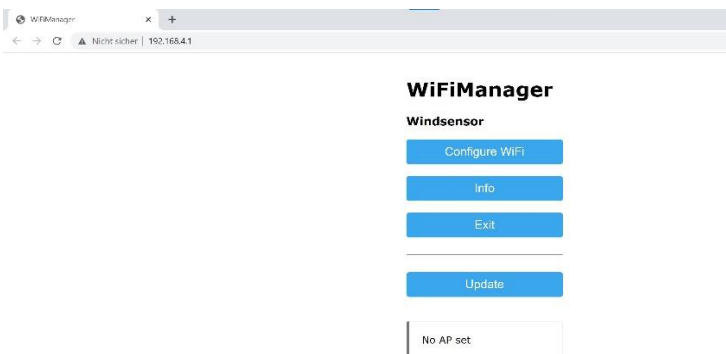 WiFiManager
Nicht sicher | 192.168.4.1
WiFiManager
Windsensor
Configure WiFi
Info
Exit
Update
No AP set